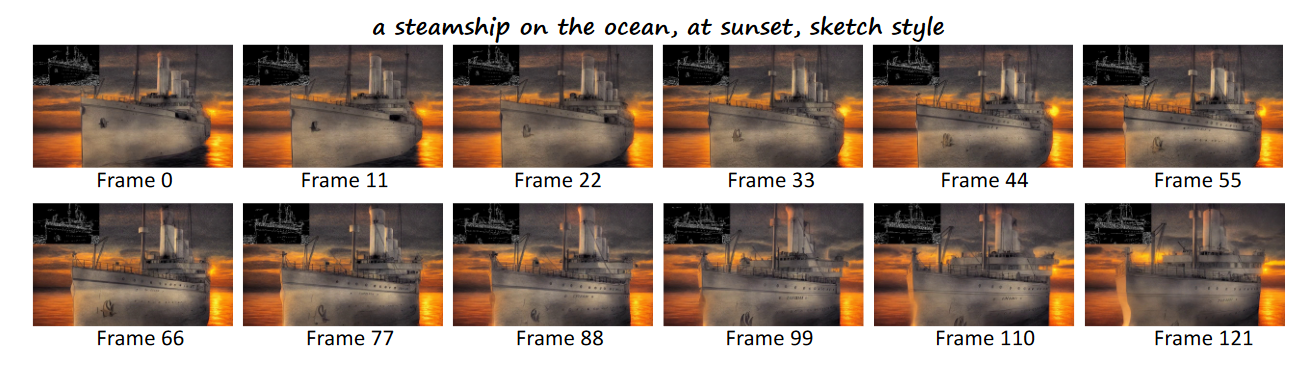 a steamship on the ocean, at sunset, sketch style
Frame 0 Frame 11 Frame 22 Frame 33 Frame 44 Frame 55
Frame 66 Frame 77 Frame 88 Frame 99 Frame 110 Frame 121